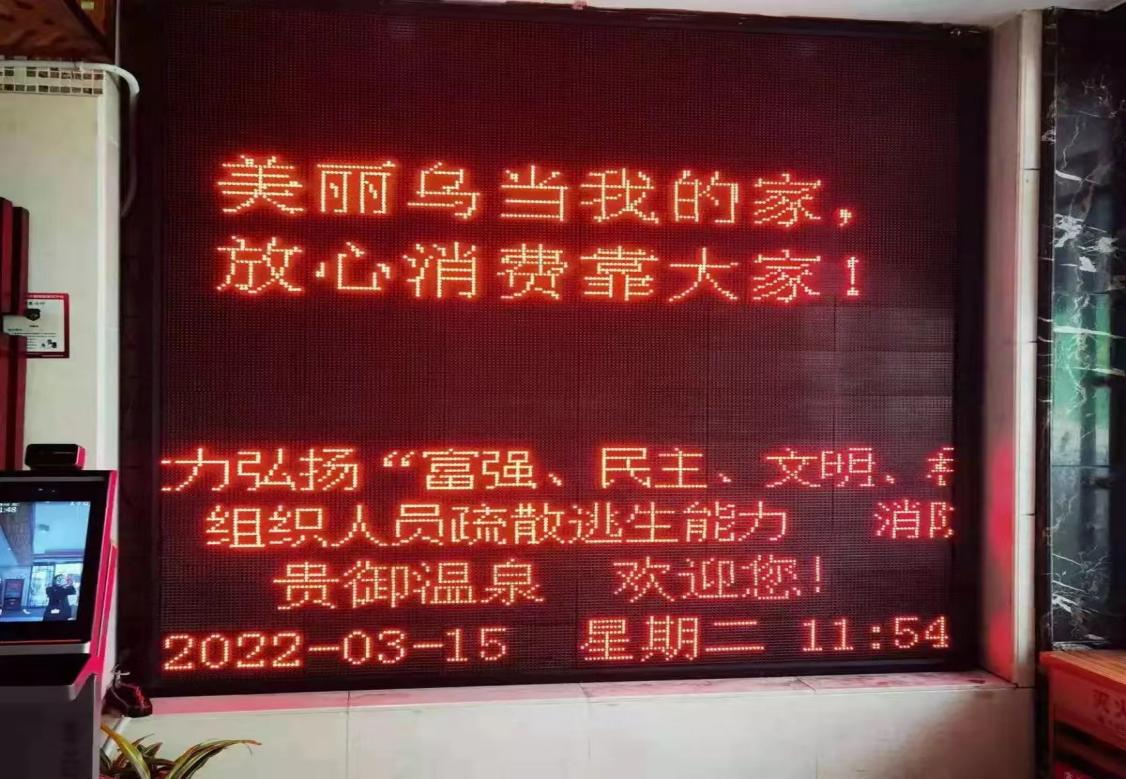 美丽乌当我的家，
放心消费靠大家！
力弘扬“富强、民主、文明、
组织人员疏散逃生能力 消防
贵御温泉 欢迎您！
2022-03-15 星期二 11:54